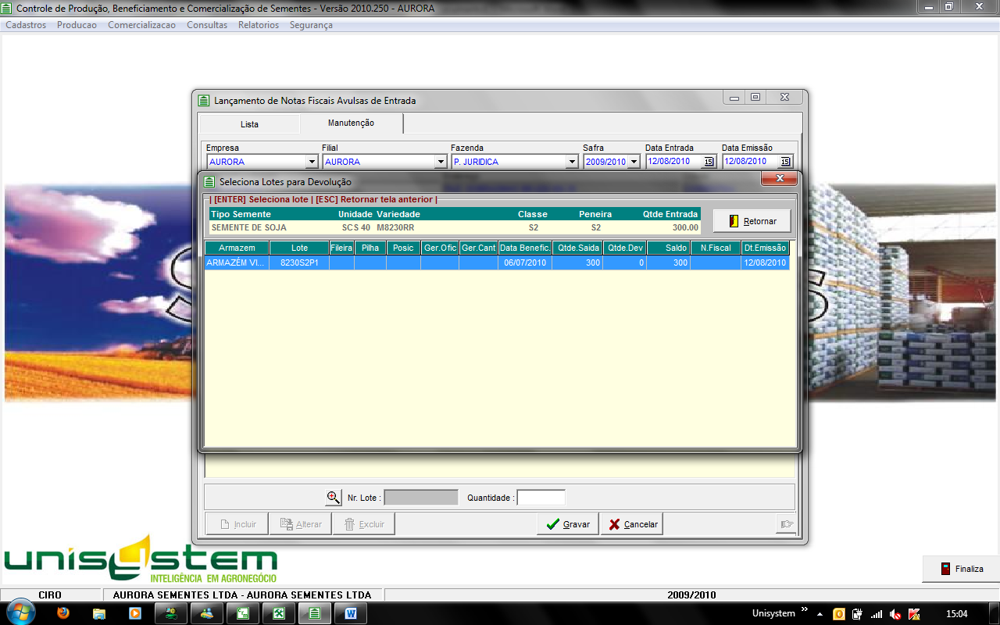 Controle de Produção, Beneficiamento e Comercialização de Sementes - Versão 2010.250 - AURORA
Cadastros Producao Comercializacao Consultas Relatorios Segurança
Lançamento de Notas Fiscais Avulsas de Entrada
Lista Manutenção
Empresa Filial Fazenda Safra Data Entrada Data Emissão
AURORA AURORA P. JURIDICA 2009/2010 12/08/2010 15 12/08/2010 15
Seleciona Lotes para Devolução
| [ENTER] Seleciona lote | [ESC] Retornar tela anterior |
Tipo Semente Unidade Variedade Classe Peneira Qtde Entrada
SEMENTE DE SOJA SCS 40 M8230RR S2 S2 300.00
Retornar
Armazem Lote Fileira Pilha Posic Ger.Ofic Ger.Cant Data Benefic. Qtde.Saida Qtde.Dev Saldo N.Fiscal Dt.Emissão
ARMAZÉM VI... 8230S2P1 06/07/2010 300 0 300 12/08/2010
Nr. Lote : Quantidade :
Incluir Alterar Excluir Gravar Cancelar
unisystem
INTELIGÊNCIA EM AGRONEGÓCIO
Finaliza
CIRO AURORA SEMENTES LTDA - AURORA SEMENTES LTDA 2009/2010
Unisystem 15:04